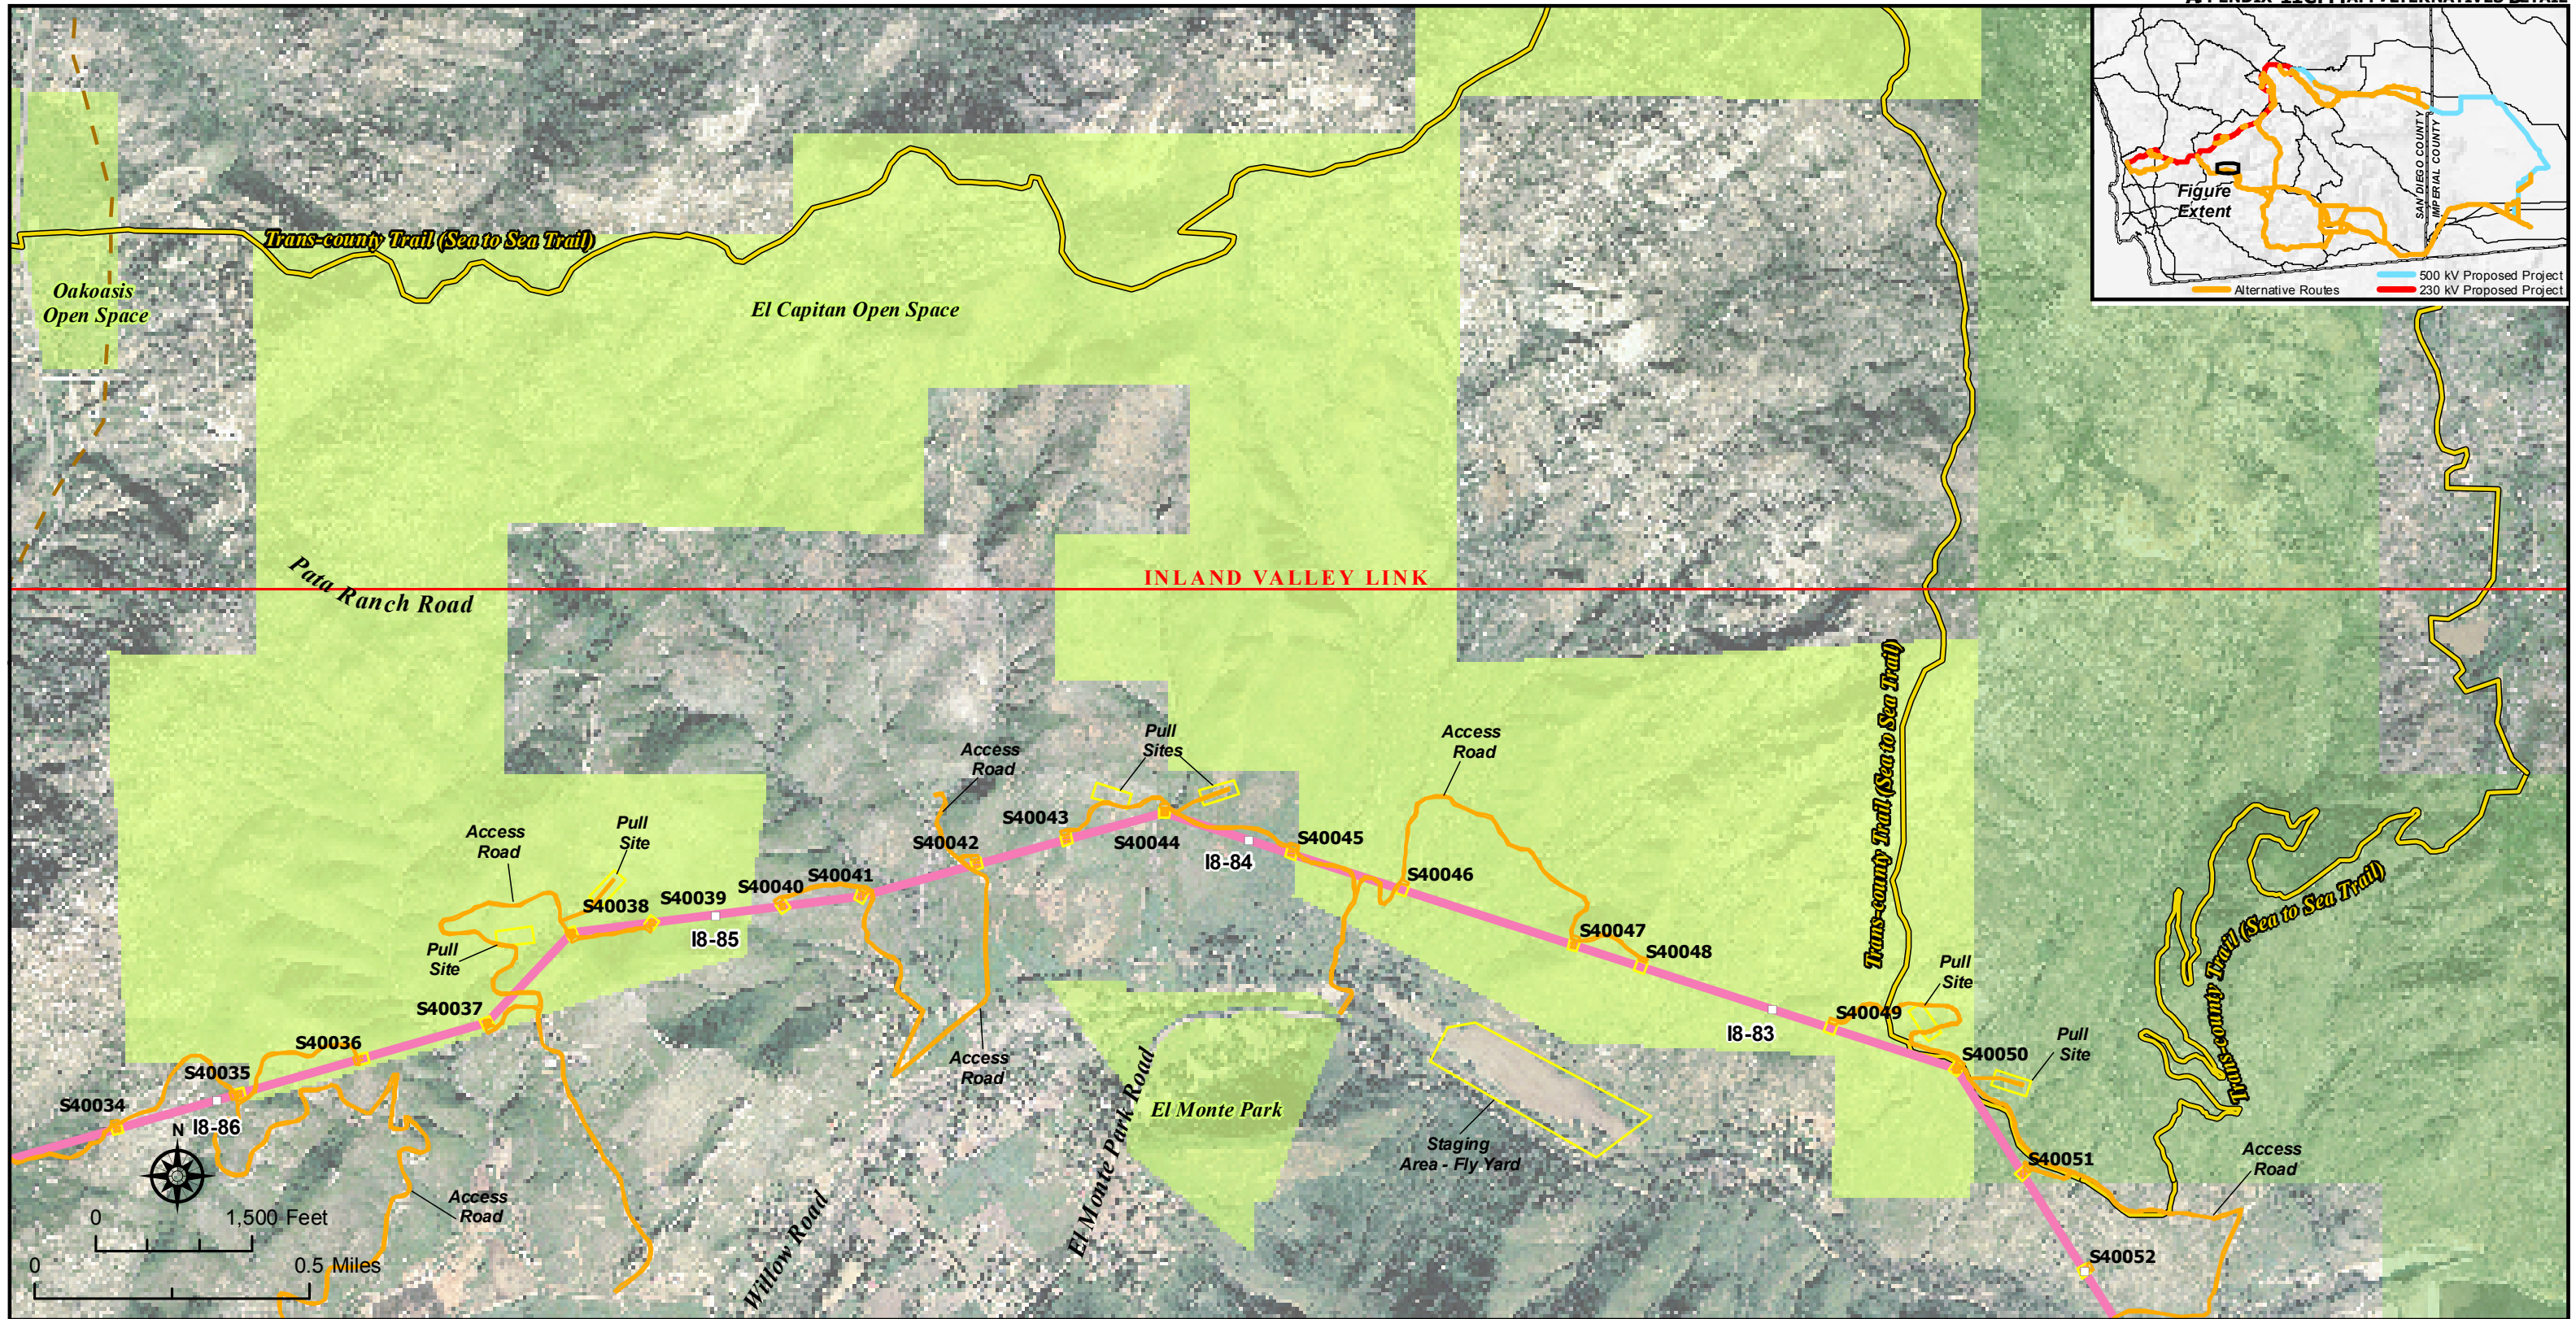 SAN DIEGO COUNTY
IMPERIAL COUNTY
Figure
Extent
500 kV Proposed Project
Alternative Routes
230 kV Proposed Project
Trans-county Trail (Sea to Sea Trail)
Oakoasis
Open Space
El Capitan Open Space
Pata Ranch Road
INLAND VALLEY LINK
Trans-county Trail (Sea to Sea Trail)
Trans-county Trail (Sea to Sea Trail)
Access
Road
Pull
Sites
Access
Road
Access
Road
Pull
Site
Pull
Site
S40034
S40035
S40036
S40037
S40038
S40039
S40040
S40041
S40042
S40043
S40044
S40045
S40046
S40047
S40048
S40049
S40050
S40051
S40052
I8-86
I8-85
I8-84
I8-83
Pull
Site
Pull
Site
Access
Road
Access
Road
Access
Road
El Monte Park
El Monte Park Road
Willow Road
Staging
Area - Fly Yard
N
0 1,500 Feet
0 0.5 Miles